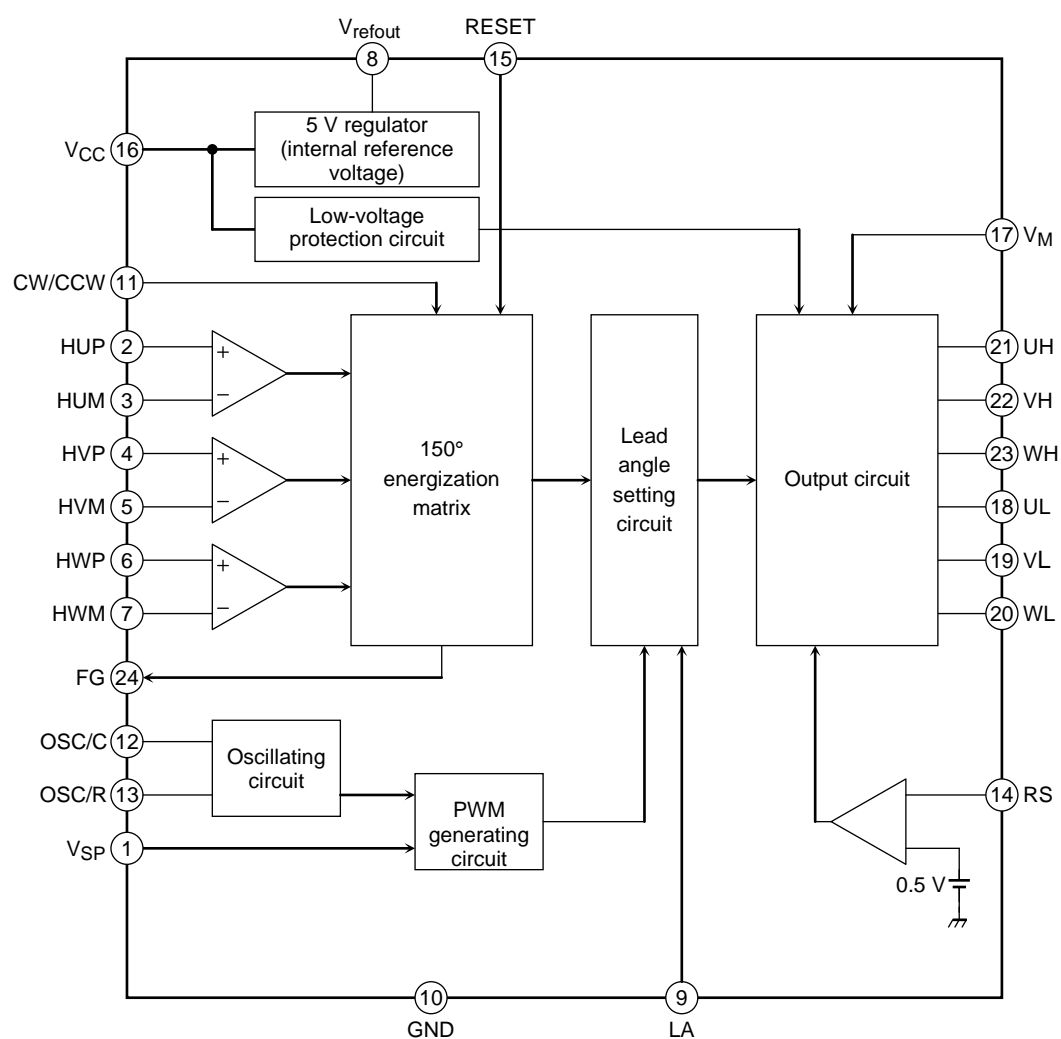 Vrefout
RESET
8
15
5 V regulator
(internal reference
voltage)
VCC
16
Low-voltage
protection circuit
17
VM
CW/CCW
11
HUP
2
+
−
HUM
3
HVP
4
+
−
HVM
5
HWP
6
+
−
HWM
7
150°
energization
matrix
Lead
angle
setting
circuit
Output circuit
21
UH
22
VH
23
WH
18
UL
19
VL
20
WL
FG
24
OSC/C
12
OSC/R
13
Oscillating
circuit
VSP
1
PWM
generating
circuit
14
RS
0.5 V
10
GND
9
LA